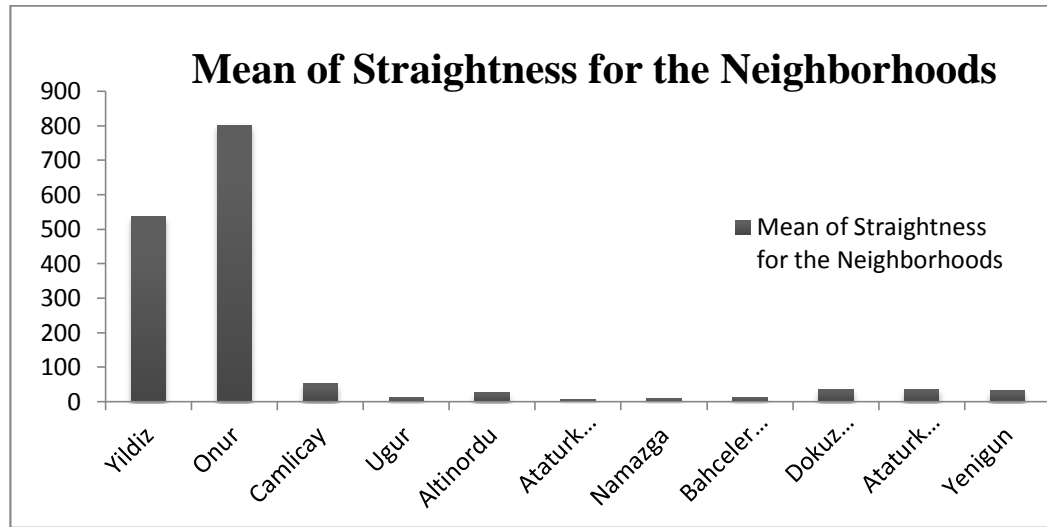 Mean of Straightness for the Neighborhoods
900
800
700
600
500
400
300
200
100
0
Mean of Straightness
for the Neighborhoods
Yildiz
Onur
Camlicay
Ugur
Altinordu
Ataturk...
Namazga
Bahceler...
Dokuz...
Ataturk...
Yenigun